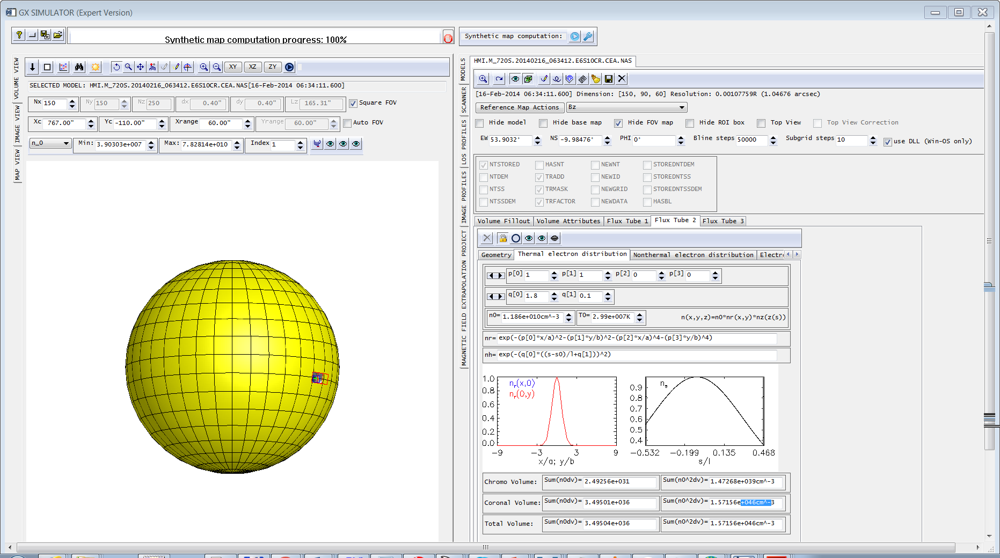 GX SIMULATOR (Expert Version)
Synthetic map computation progress: 100%
Synthetic map computation:
VOLUME VIEW
IMAGE VIEW
MAP VIEW
XY XZ ZY
SELECTED MODEL: HMI.M_720S.20140216_063412.E6S10CR.CEA.NAS[16-Feb-2014 06:34:11.600]
Nx 150 Ny 150 Nz 250 dx 0.40" dy 0.40" Lz 165.31" Square FOV
Xc 767.00" Yc -110.00" Xrange 60.00" Yrange 60.00" Auto FOV
n_0 Min: 3.90303e+007 Max: 7.82814e+010 Index 1
MODELS
SCANNER
LOS PROFILES
IMAGE PROFILES
MAGNETIC FIELD EXTRAPOLATION PROJECT
HMI.M_720S.20140216_063412.E6S10CR.CEA.NAS
[16-Feb-2014 06:34:11.600] Dimension: [150, 90, 60] Resolution: 0.00107759R (1.04676 arcsec)
Reference Map Actions Bz
Hide model Hide base map Hide FOV map Hide ROI box Top View Top View Correction
EW 53.9032° NS -9.98476° PHI 0° Bline steps 50000 Subgrid steps 10 use DLL (Win-OS only)
NTSTORED HASNT NEWNT STOREDNTDEM
NTDEM TRADD NEWID STOREDNTSS
NTSS TRMASK NEWGRID STOREDNTSSDEM
NTSSDEM TRFACTOR NEWDATA HASBL
Volume Fillout Volume Attributes Flux Tube 1 Flux Tube 2 Flux Tube 3
Geometry Thermal electron distribution Nonthermal electron distribution Electr
p[0] 1 p[1] 1 p[2] 0 p[3] 0
q[0] 1.8 q[1] 0.1
n0= 1.186e+010cm^-3 T0= 2.99e+007K n(x,y,z)=n0*nr(x,y)*nz(z(s))
nr= exp(-(p[0]*x/a)^2-(p[1]*y/b)^2-(p[2]*x/a)^4-(p[3]*y/b)^4)
nh= exp(-(q[0]*((s-s0)/l+q[1]))^2)
1.0
0.8
0.6
0.4
0.2
0.0
nr(x,0)
nr(0,y)
-9 -3 3 9
x/a; y/b
0.9
0.8
0.7
0.6
0.5
0.4
ns
-0.532 -0.199 0.135 0.468
s/l
Chromo Volume: Sum(n0dv)= 2.49256e+031 Sum(n0^2dv)= 1.47268e+039cm^-3
Coronal Volume: Sum(n0dv)= 3.49501e+036 Sum(n0^2dv)= 1.57156e+046cm^-3
Total Volume: Sum(n0dv)= 3.49504e+036 Sum(n0^2dv)= 1.57156e+046cm^-3